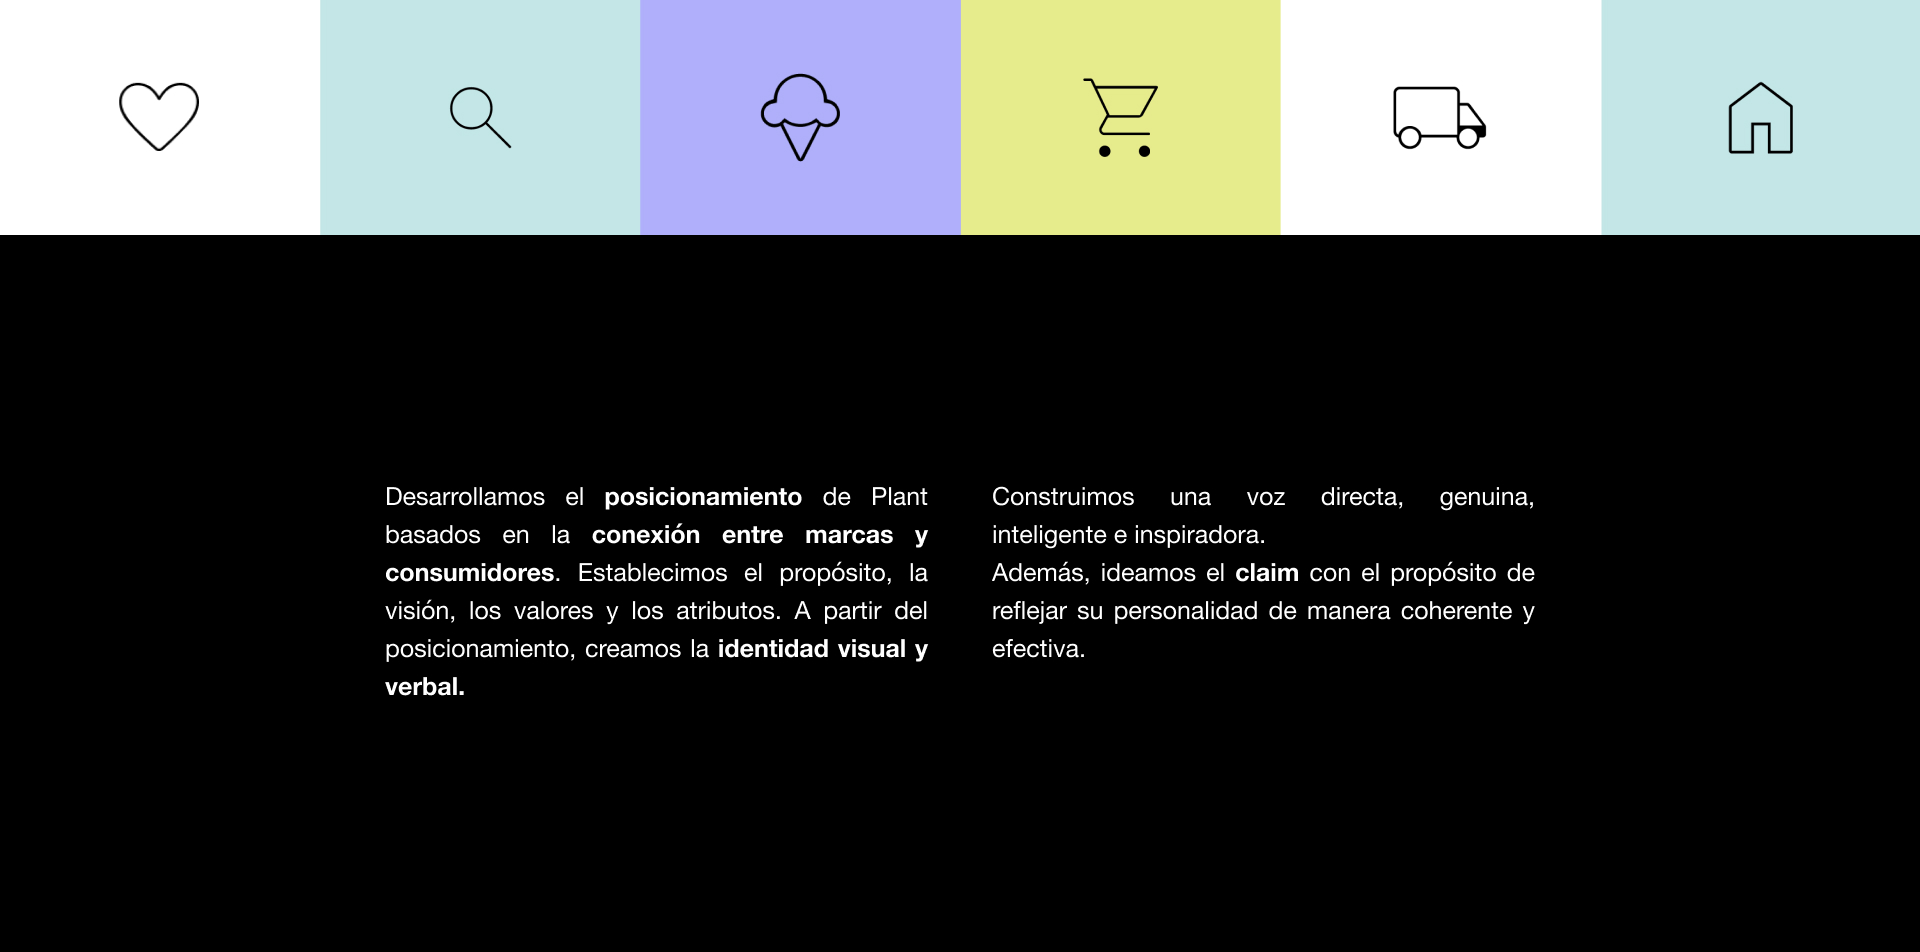 Desarrollamos el posicionamiento de Plant
basados en la conexión entre marcas y
consumidores. Establecimos el propósito, la
visión, los valores y los atributos. A partir del
posicionamiento, creamos la identidad visual y
verbal.
Construimos una voz directa, genuina,
inteligente e inspiradora.
Además, ideamos el claim con el propósito de
reflejar su personalidad de manera coherente y
efectiva.